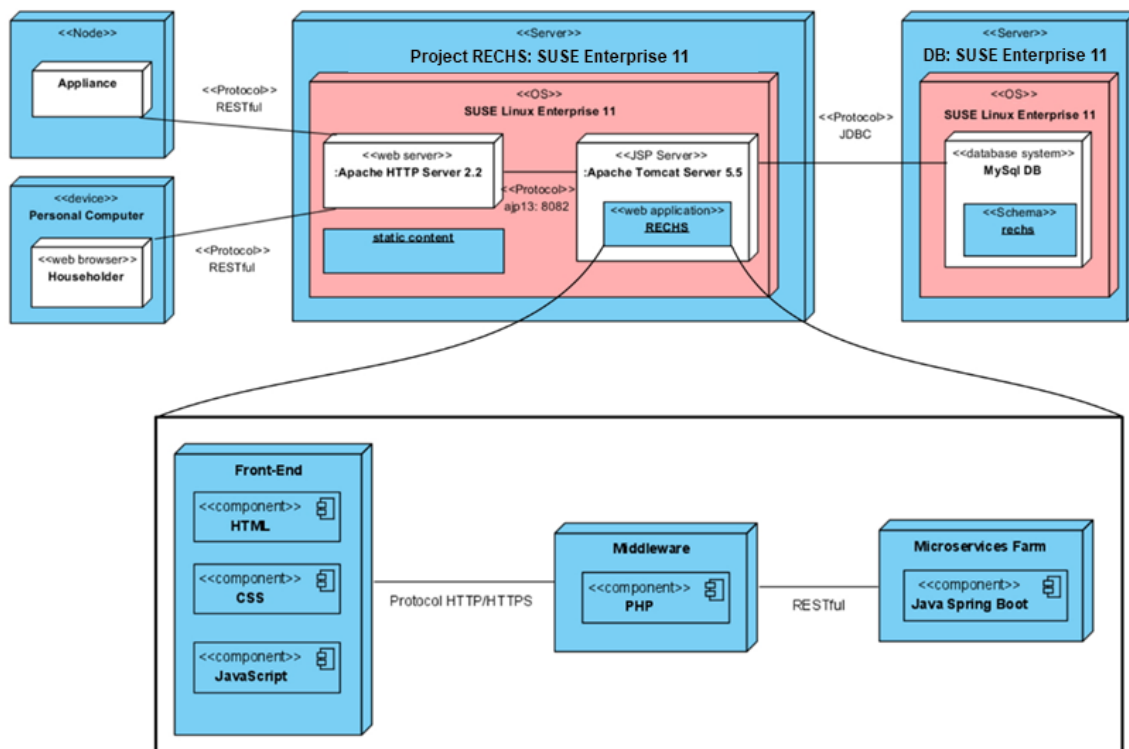 <<Node>>
Appliance
<<Protocol>>
RESTful
<<device>>
Personal Computer
<<web browser>>
Householder
<<Protocol>>
RESTful
<<Server>>
Project RECHS: SUSE Enterprise 11
<<OS>>
SUSE Linux Enterprise 11
<<web server>>
:Apache HTTP Server 2.2
static content
<<Protocol>>
ajp13: 8082
<<JSP Server>>
:Apache Tomcat Server 5.5
<<web application>>
RECHS
<<Protocol>>
JDBC
<<Server>>
DB: SUSE Enterprise 11
<<OS>>
SUSE Linux Enterprise 11
<<database system>>
MySql DB
<<Schema>>
rechs
Front-End
<<component>>
HTML
<<component>>
CSS
<<component>>
JavaScript
Protocol HTTP/HTTPS
Middleware
<<component>>
PHP
RESTful
Microservices Farm
<<component>>
Java Spring Boot